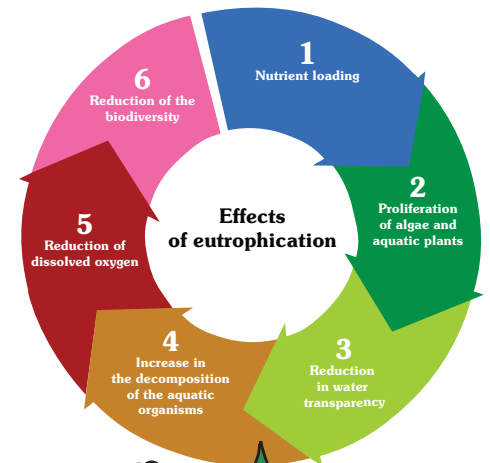 1
Nutrient loading
2
Proliferation
of algae and
aquatic plants
3
Reduction
in water
transparency
4
Increase in
the decomposition
of the aquatic
organisms
5
Reduction of
dissolved oxygen
6
Reduction of the
biodiversity
Effects
of eutrophication